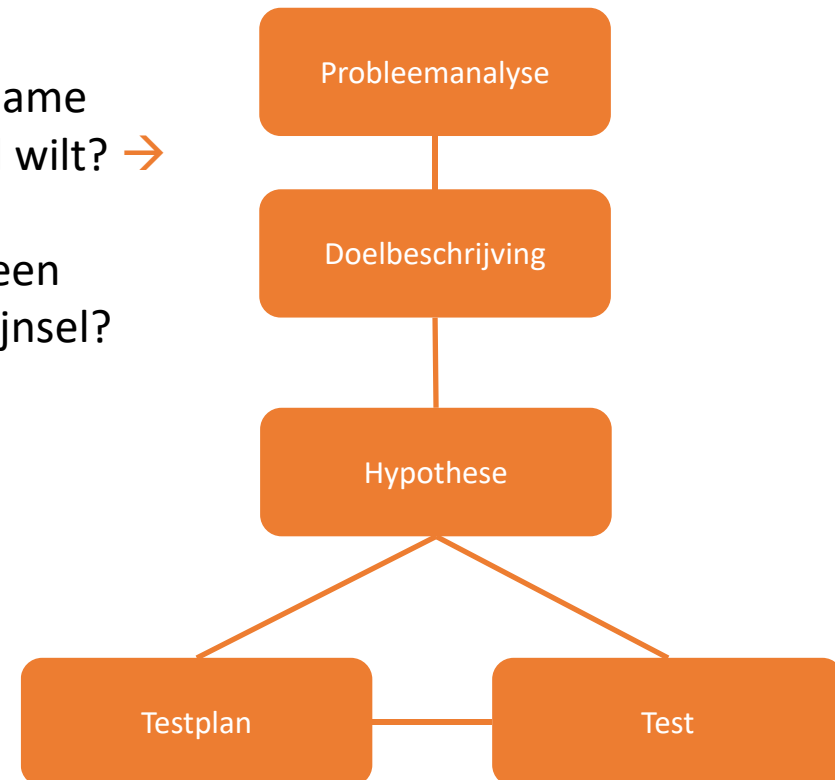 ame
wilt? →
een
jnsel?
Probleemanalyse
Doelbeschrijving
Hypothese
Testplan
Test